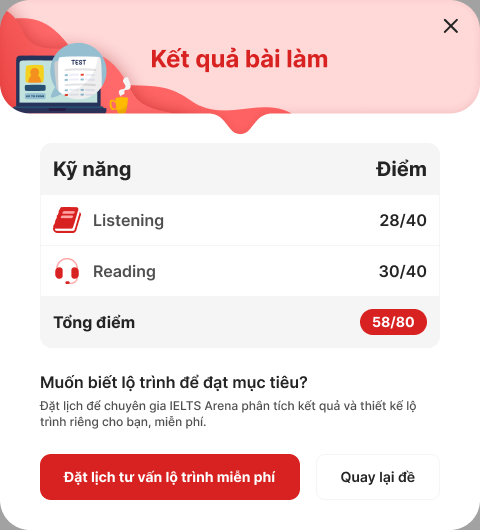 Kết quả bài làm
TEST
Kỹ năng Điểm
Listening 28/40
Reading 30/40
Tổng điểm 58/80
Muốn biết lộ trình để đạt mục tiêu?
Đặt lịch để chuyên gia IELTS Arena phân tích kết quả và thiết kế lộ
trình riêng cho bạn, miễn phí.
Đặt lịch tư vấn lộ trình miễn phí Quay lại đề